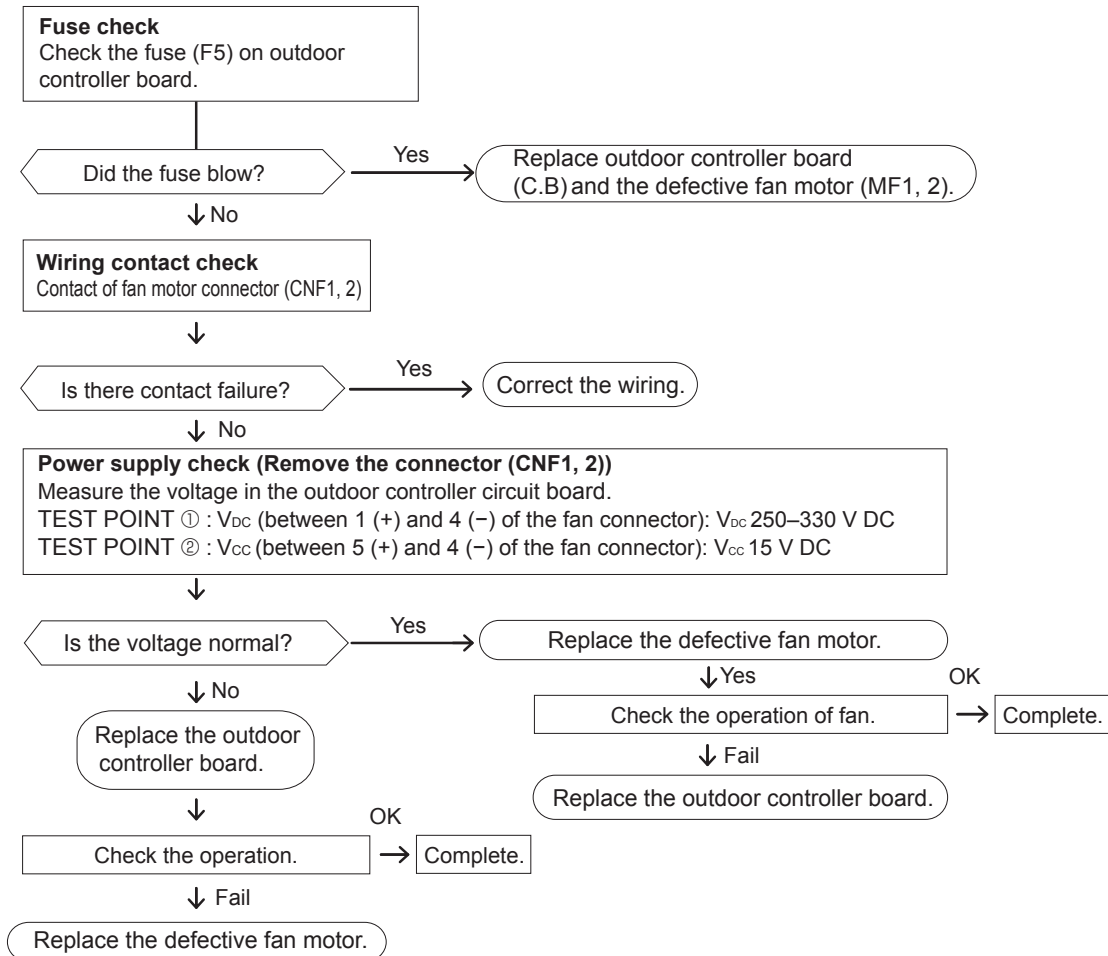 Fuse check
Check the fuse (F5) on outdoor
controller board.
Did the fuse blow?
Yes
Replace outdoor controller board
(C.B) and the defective fan motor (MF1, 2).
No
Wiring contact check
Contact of fan motor connector (CNF1, 2)
Is there contact failure?
Yes
Correct the wiring.
No
Power supply check (Remove the connector (CNF1, 2))
Measure the voltage in the outdoor controller circuit board.
TEST POINT ① : VDC (between 1 (+) and 4 (−) of the fan connector): VDC 250–330 V DC
TEST POINT ② : VCC (between 5 (+) and 4 (−) of the fan connector): Vcc 15 V DC
Is the voltage normal?
Yes
Replace the defective fan motor.
Yes
Check the operation of fan.
OK
Complete.
Fail
Replace the outdoor controller board.
No
Replace the outdoor
controller board.
Check the operation.
OK
Complete.
Fail
Replace the defective fan motor.